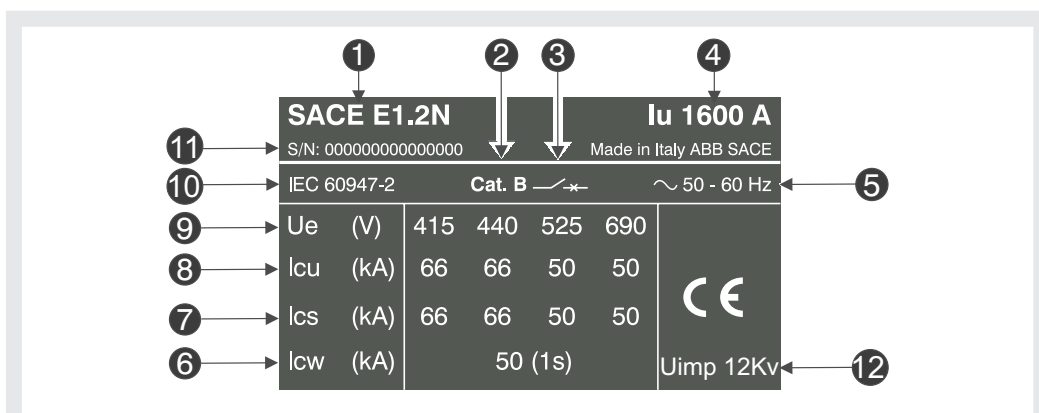 1 2 3 4
SACE E1.2N Iu 1600 A
11 S/N: 000000000000000 Made in Italy ABB SACE
10 IEC 60947-2 Cat. B 50 - 60 Hz 5
9 Ue (V) 415 440 525 690
8 Icu (kA) 66 66 50 50
CE
7 Ics (kA) 66 66 50 50
6 Icw (kA) 50 (1s) Uimp 12Kv 12